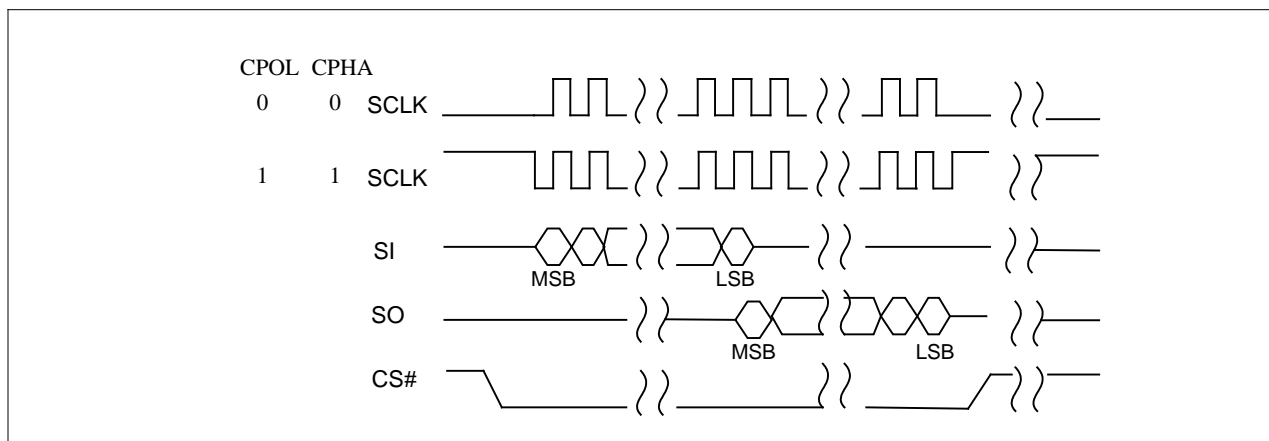 CPOL CPHA
0 0 SCLK
1 1 SCLK
SI
MSB LSB
SO
MSB LSB
CS#